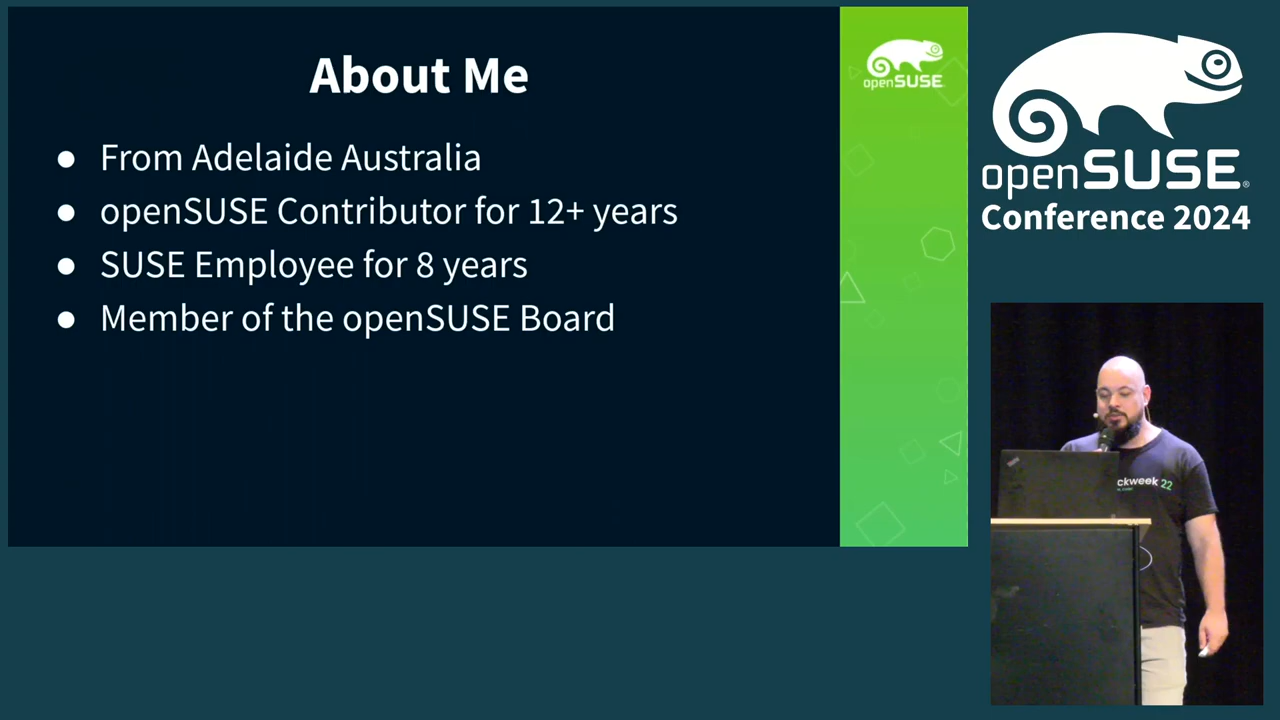 About Me
● From Adelaide Australia
● openSUSE Contributor for 12+ years
● SUSE Employee for 8 years
● Member of the openSUSE Board
openSUSE
openSUSE®
Conference 2024
ckweek 22